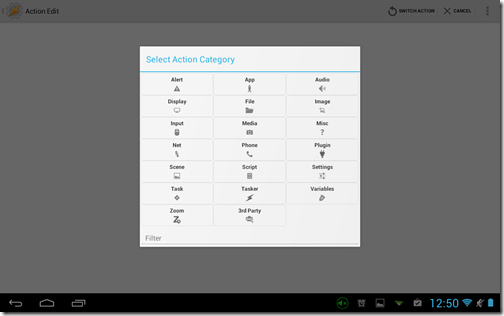 Action Edit SWITCH ACTION CANCEL
Select Action Category
Alert App Audio
Display File Image
Input Media Misc
Net Phone Plugin
Scene Script Settings
Task Tasker Variables
Zoom 3rd Party
Filter
12:50